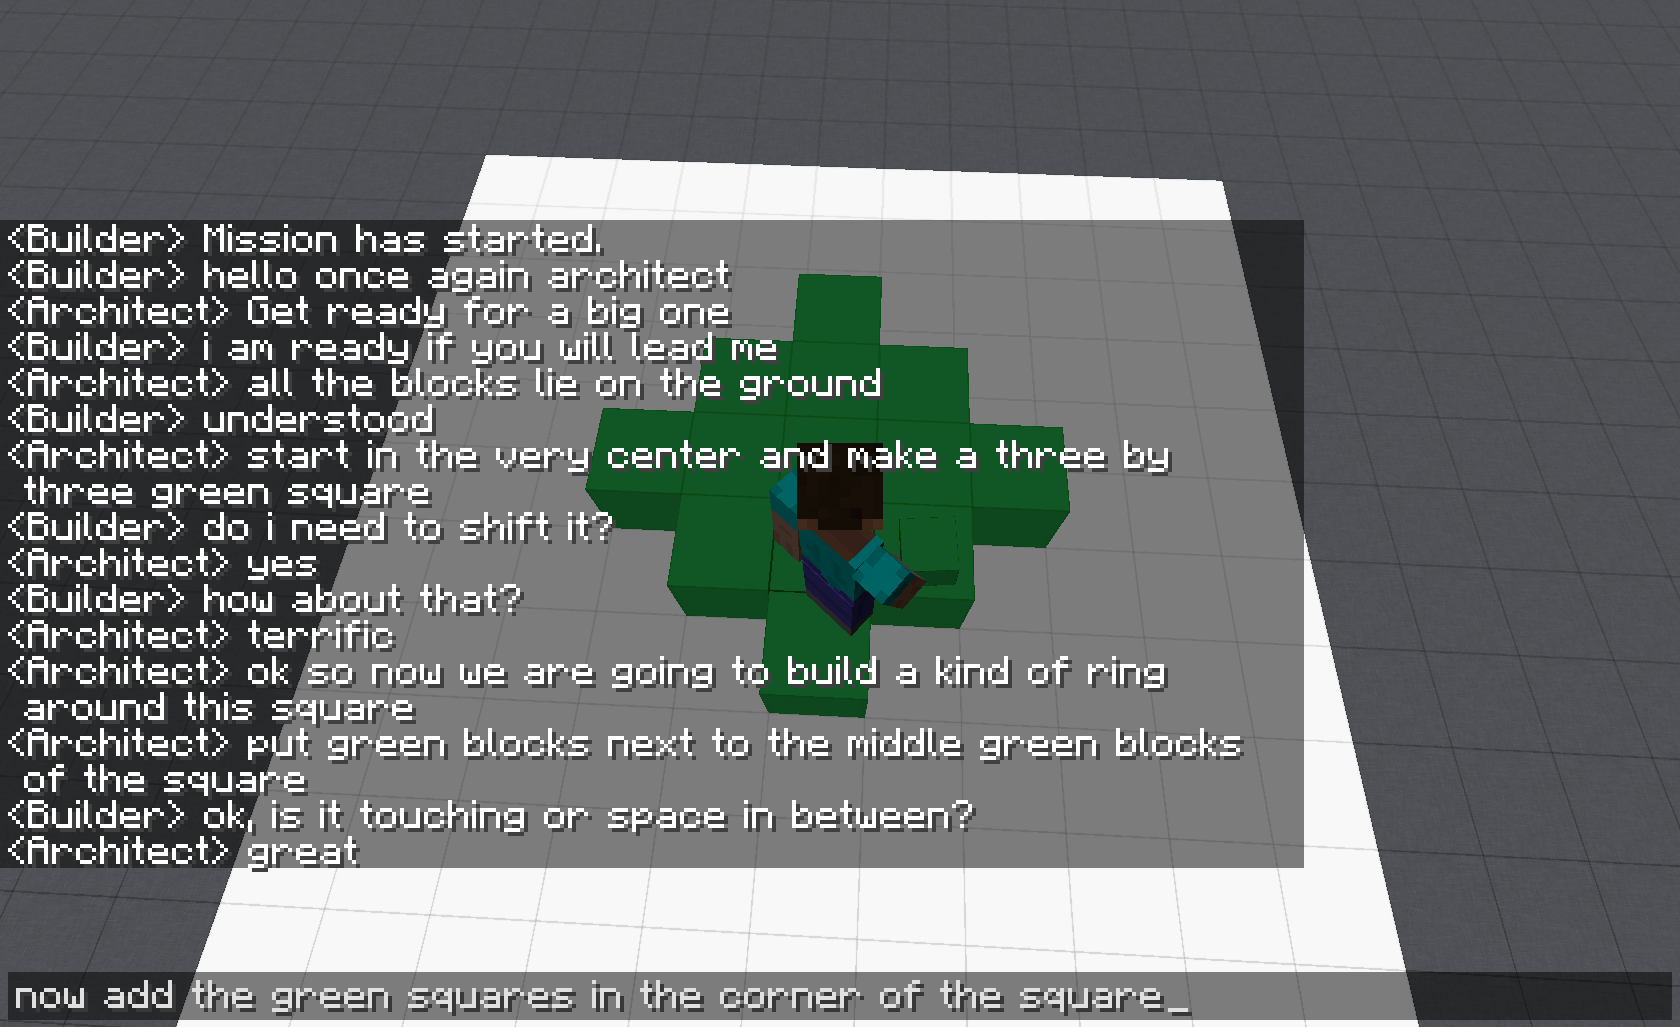 <Builder> Mission has started.
<Builder> hello once again architect
<Architect> Get ready for a big one
<Builder> i am ready if you will lead me
<Architect> all the blocks lie on the ground
<Builder> understood
<Architect> start in the very center and make a three by
three green square
<Builder> do i need to shift it?
<Architect> yes
<Builder> how about that?
<Architect> terrific
<Architect> ok so now we are going to build a kind of ring
around this square
<Architect> put green blocks next to the middle green blocks
of the square
<Builder> ok, is it touching or space in between?
<Architect> great
now add the green squares in the corner of the square_